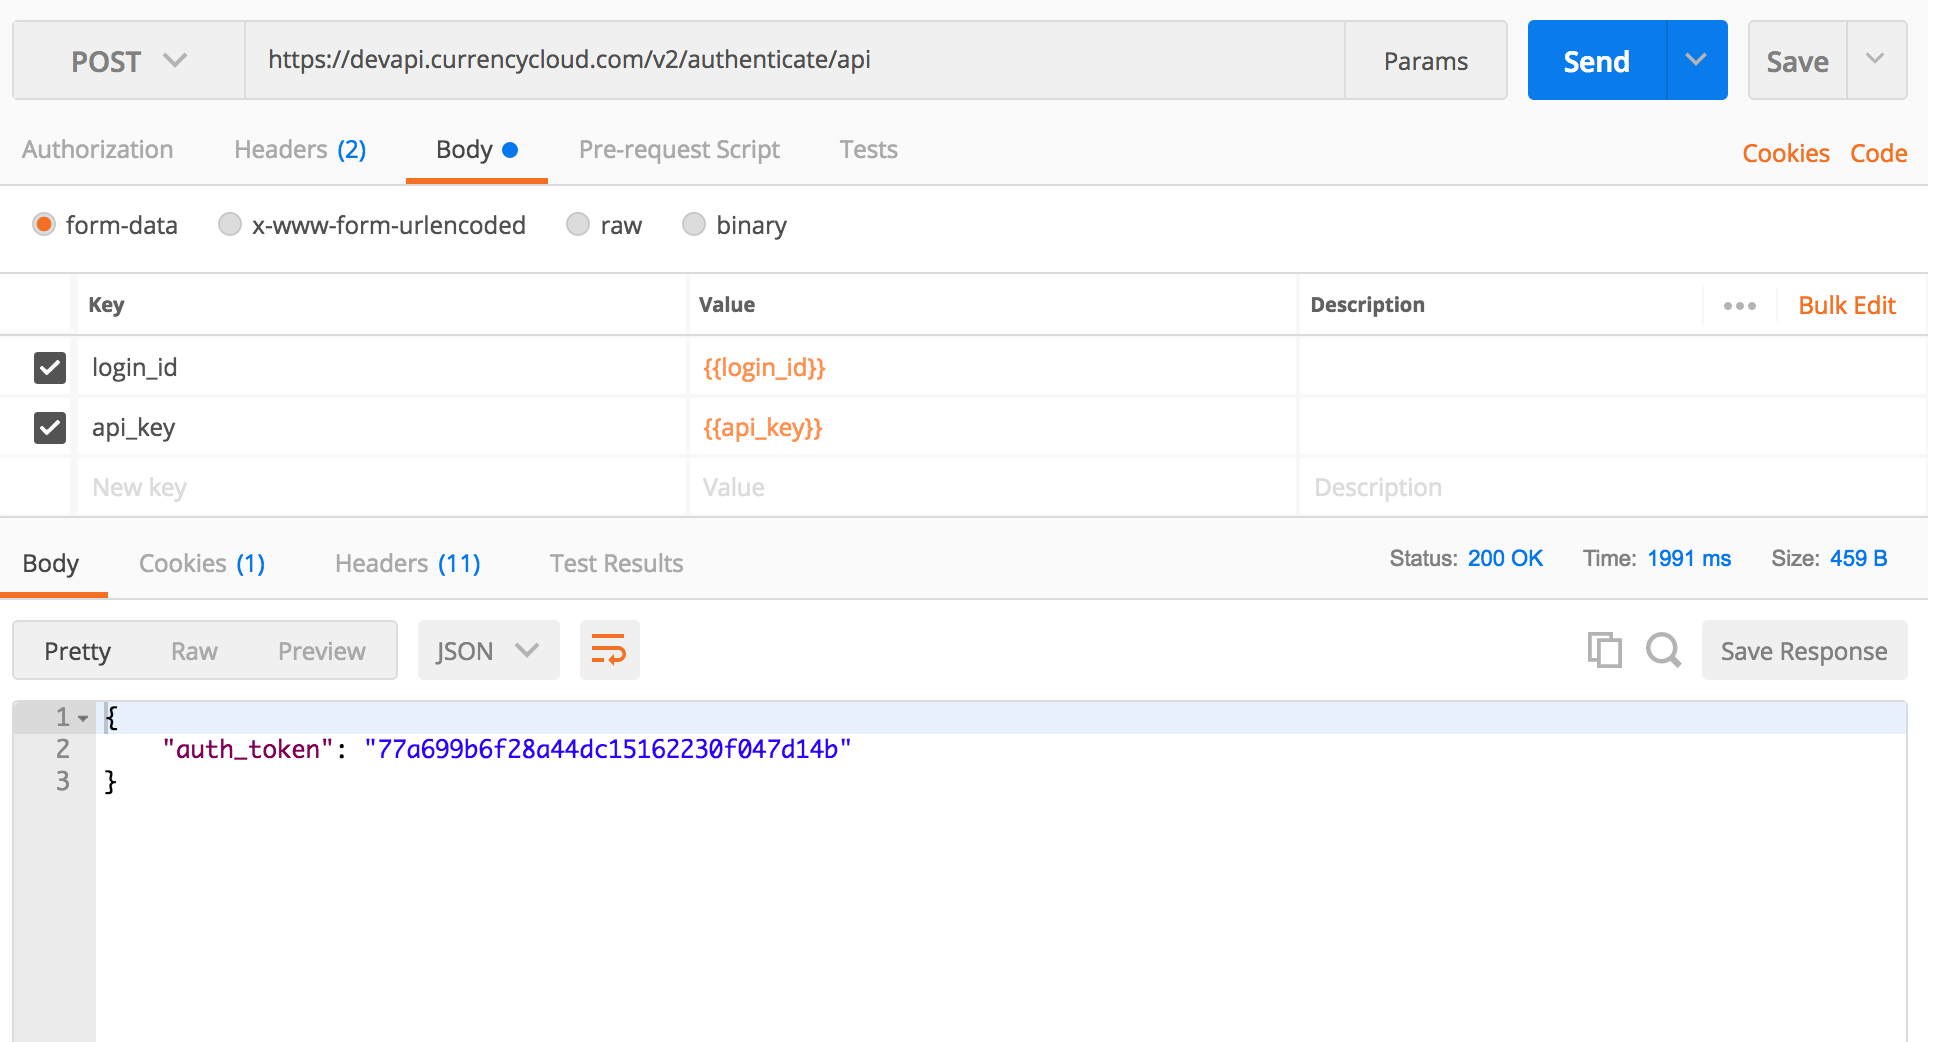 POST https://devapi.currencycloud.com/v2/authenticate/api Params Send Save
Authorization Headers (2) Body Pre-request Script Tests Cookies Code
form-data x-www-form-urlencoded raw binary
Key Value Description ••• Bulk Edit
login_id {{login_id}}
api_key {{api_key}}
New key Value Description
Body Cookies (1) Headers (11) Test Results Status: 200 OK Time: 1991 ms Size: 459 B
Pretty Raw Preview JSON Save Response
1 {
2 "auth_token": "77a699b6f28a44dc15162230f047d14b"
3 }